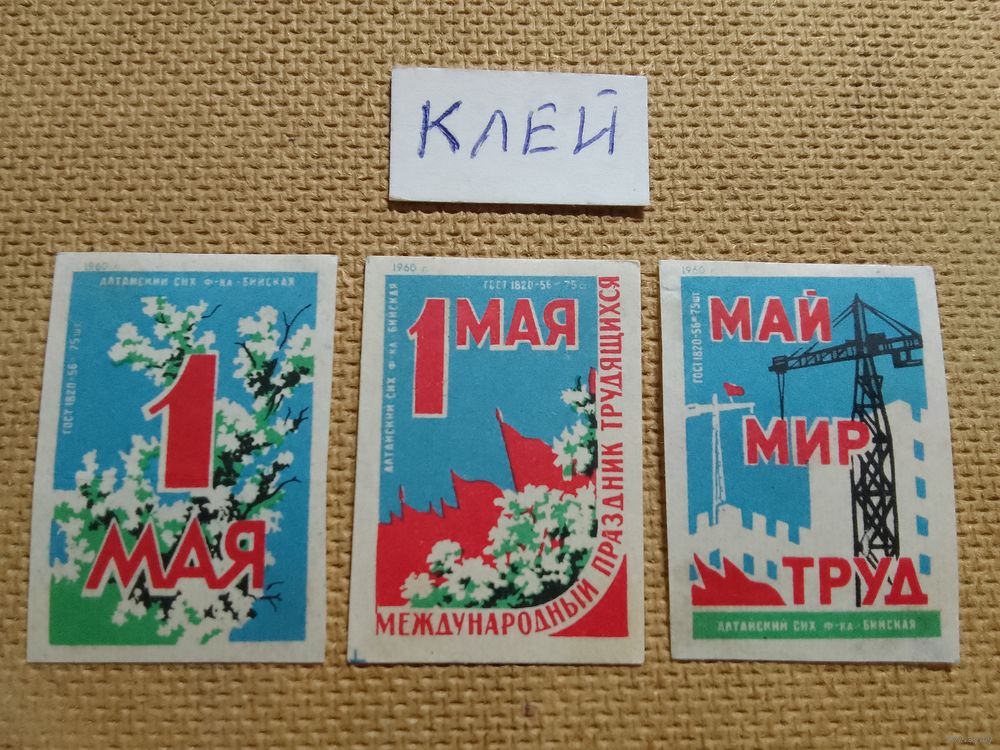 КЛЕЙ
1960 г.
АЛТАЙСКИЙ СНХ Ф-КА-БИЙСКАЯ
ГОСТ 1820-56 75 шт.
1
МАЯ
1960 г.
ГОСТ 1820-56-75 ш
АЛТАЙСКИЙ СНХ Ф-КА БИЙСКАЯ
1 МАЯ
МЕЖДУНАРОДНЫЙ ПРАЗДНИК ТРУДЯЩИХСЯ
1960 г.
ГОСТ 1820-56-75 шт.
МАЙ
МИР
ТРУД
АЛТАЙСКИЙ СНХ Ф-КА-БИЙСКАЯ